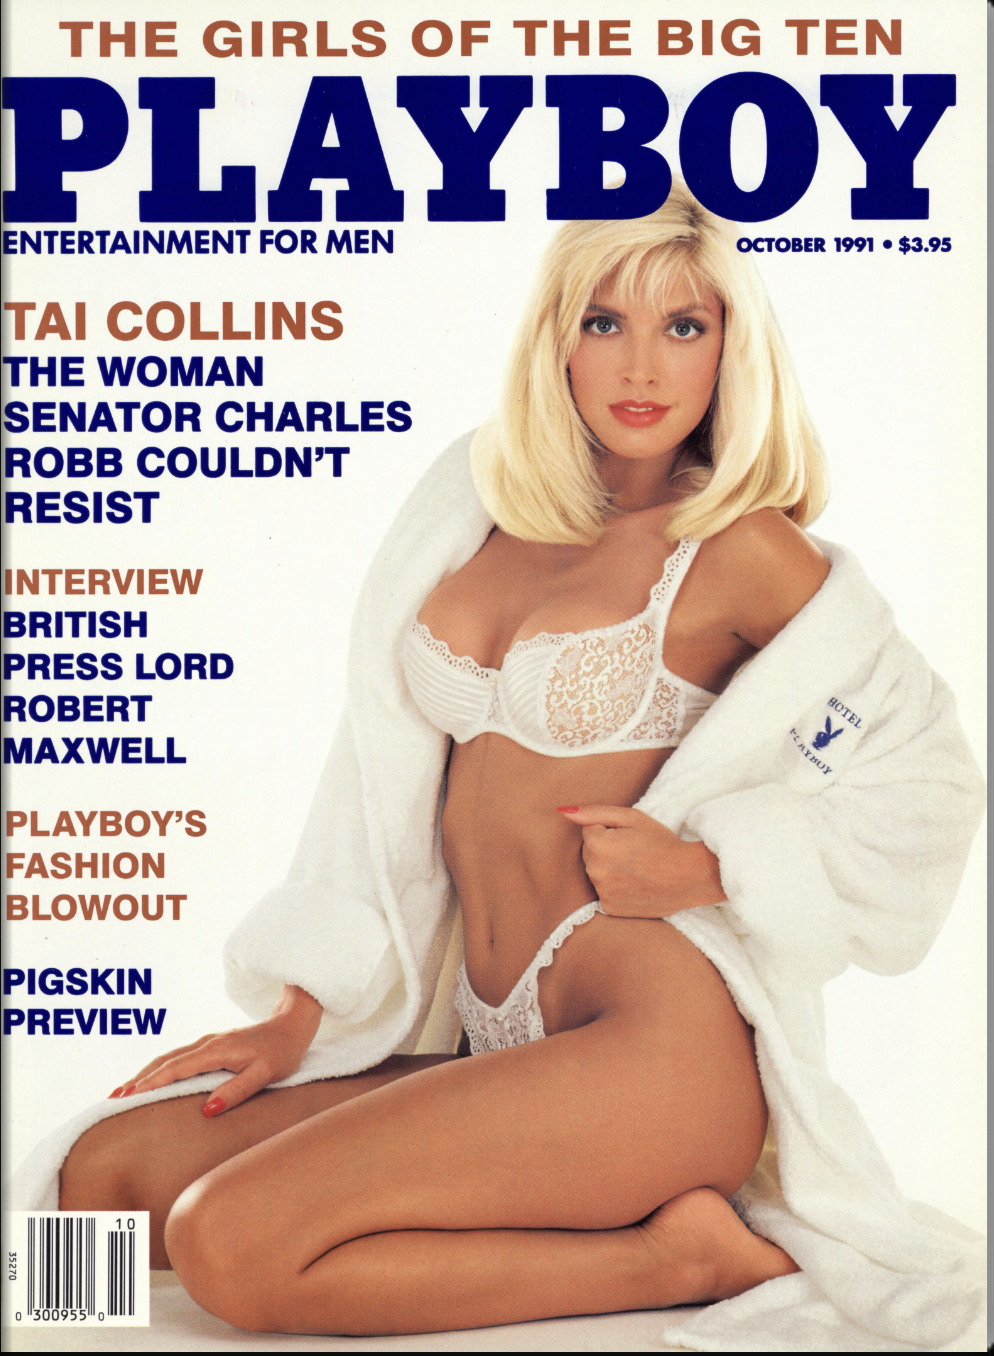 THE GIRLS OF THE BIG TEN
PLAYBOY
ENTERTAINMENT FOR MEN
OCTOBER 1991 • $3.95
TAI COLLINS
THE WOMAN
SENATOR CHARLES
ROBB COULDN'T
RESIST
INTERVIEW
BRITISH
PRESS LORD
ROBERT
MAXWELL
PLAYBOY'S
FASHION
BLOWOUT
PIGSKIN
PREVIEW
HOTEL
PLAYBOY
10
35270
0 300955 0